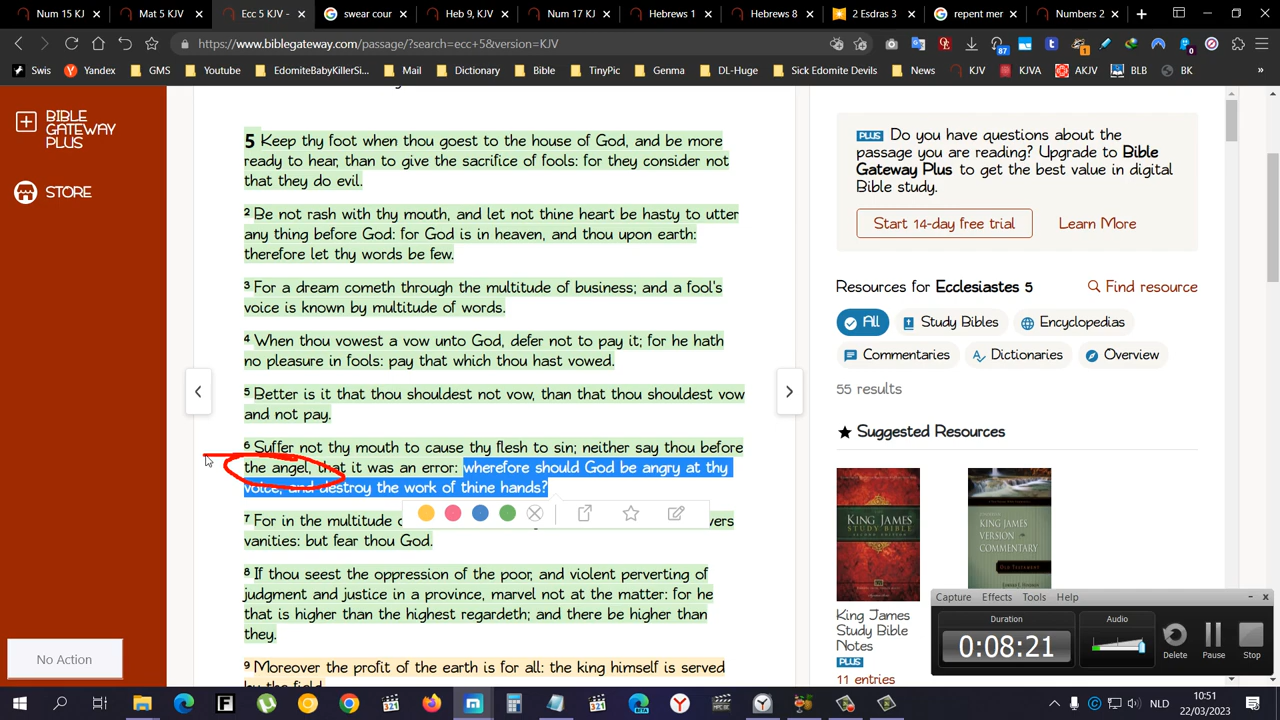 Num 15 KJ
Mat 5 KJV
Ecc 5 KJV -
swear cour
Heb 9, KJV
Num 17 KJ
Hebrews 1
Hebrews 8
2 Esdras 3
repent mer
Numbers 2
https://www.biblegateway.com/passage/?search=ecc+5&version=KJV
87
1
0
Swis
Yandex
GMS
Youtube
EdomiteBabyKillerSi...
Mail
Dictionary
Bible
TinyPic
Genma
DL-Huge
Sick Edomite Devils
News
KJV
KJVA
AKJV
BLB
BK
BIBLE
GATEWAY
PLUS
STORE
No Action
5 Keep thy foot when thou goest to the house of God, and be more
ready to hear, than to give the sacrifice of fools: for they consider not
that they do evil.
2 Be not rash with thy mouth, and let not thine heart be hasty to utter
any thing before God: for God is in heaven, and thou upon earth:
therefore let thy words be few.
3 For a dream cometh through the multitude of business; and a fool's
voice is known by multitude of words.
4 When thou vowest a vow unto God, defer not to pay it; for he hath
no pleasure in fools: pay that which thou hast vowed.
5 Better is it that thou shouldest not vow, than that thou shouldest vow
and not pay.
6 Suffer not thy mouth to cause thy flesh to sin; neither say thou before
the angel, that it was an error: wherefore should God be angry at thy
voice, and destroy the work of thine hands?
7 For in the multitude
vers
vanities: but fear thou God.
8 If thou seest the oppression of the poor, and violent perverting of
judgment and justice in a province, marvel not at the matter: for he
that is higher than the highest regardeth; and there be higher than
they.
9 Moreover the profit of the earth is for all: the king himself is served
by the field.
PLUS Do you have questions about the
passage you are reading? Upgrade to Bible
Gateway Plus to get the best value in digital
Bible study.
Start 14-day free trial
Learn More
Resources for Ecclesiastes 5
Find resource
All
Study Bibles
Encyclopedias
Commentaries
Dictionaries
Overview
55 results
Suggested Resources
KING JAMES
STUDY BIBLE
SECOND EDITION
KING JAMES
VERSION
COMMENTARY
King James
Study Bible
Notes
PLUS
11 entries
Capture
Effects
Tools
Help
Duration
0:08:21
Audio
Delete
Pause
Stop
NLD
10:51
22/03/2023